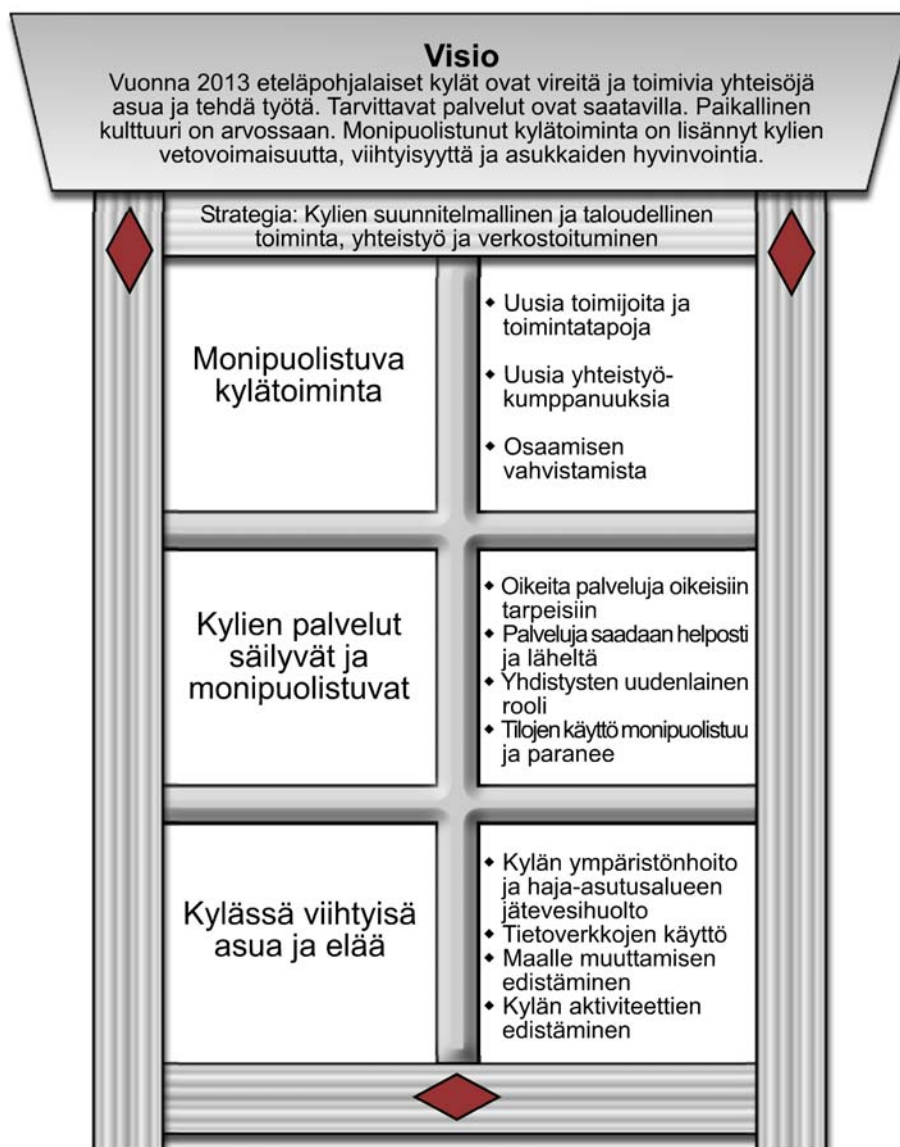 Visio
Vuonna 2013 eteläpohjalaiset kylät ovat vireitä ja toimivia yhteisöjä
asua ja tehdä työtä. Tarvittavat palvelut ovat saatavilla. Paikallinen
kulttuuri on arvossaan. Monipuolistunut kylätoiminta on lisännyt kylien
vetovoimaisuutta, viihtyisyyttä ja asukkaiden hyvinvointia.
Strategia: Kylien suunnitelmallinen ja taloudellinen
toiminta, yhteistyö ja verkostoituminen
Monipuolistuva
kylätoiminta
◆ Uusia toimijoita ja
toimintatapoja
◆ Uusia yhteistyö-
kumppanuuksia
◆ Osaamisen
vahvistamista
Kylien palvelut
säilyvät ja
monipuolistuvat
◆ Oikeita palveluja oikeisiin
tarpeisiin
◆ Palveluja saadaan helposti
ja läheltä
◆ Yhdistysten uudenlainen
rooli
◆ Tilojen käyttö monipuolistuu
ja paranee
Kylässä viihtyisä
asua ja elää
◆ Kylän ympäristönhoito
ja haja-asutusalueen
jätevesihuolto
◆ Tietoverkkojen käyttö
◆ Maalle muuttamisen
edistäminen
◆ Kylän aktiviteettien
edistäminen